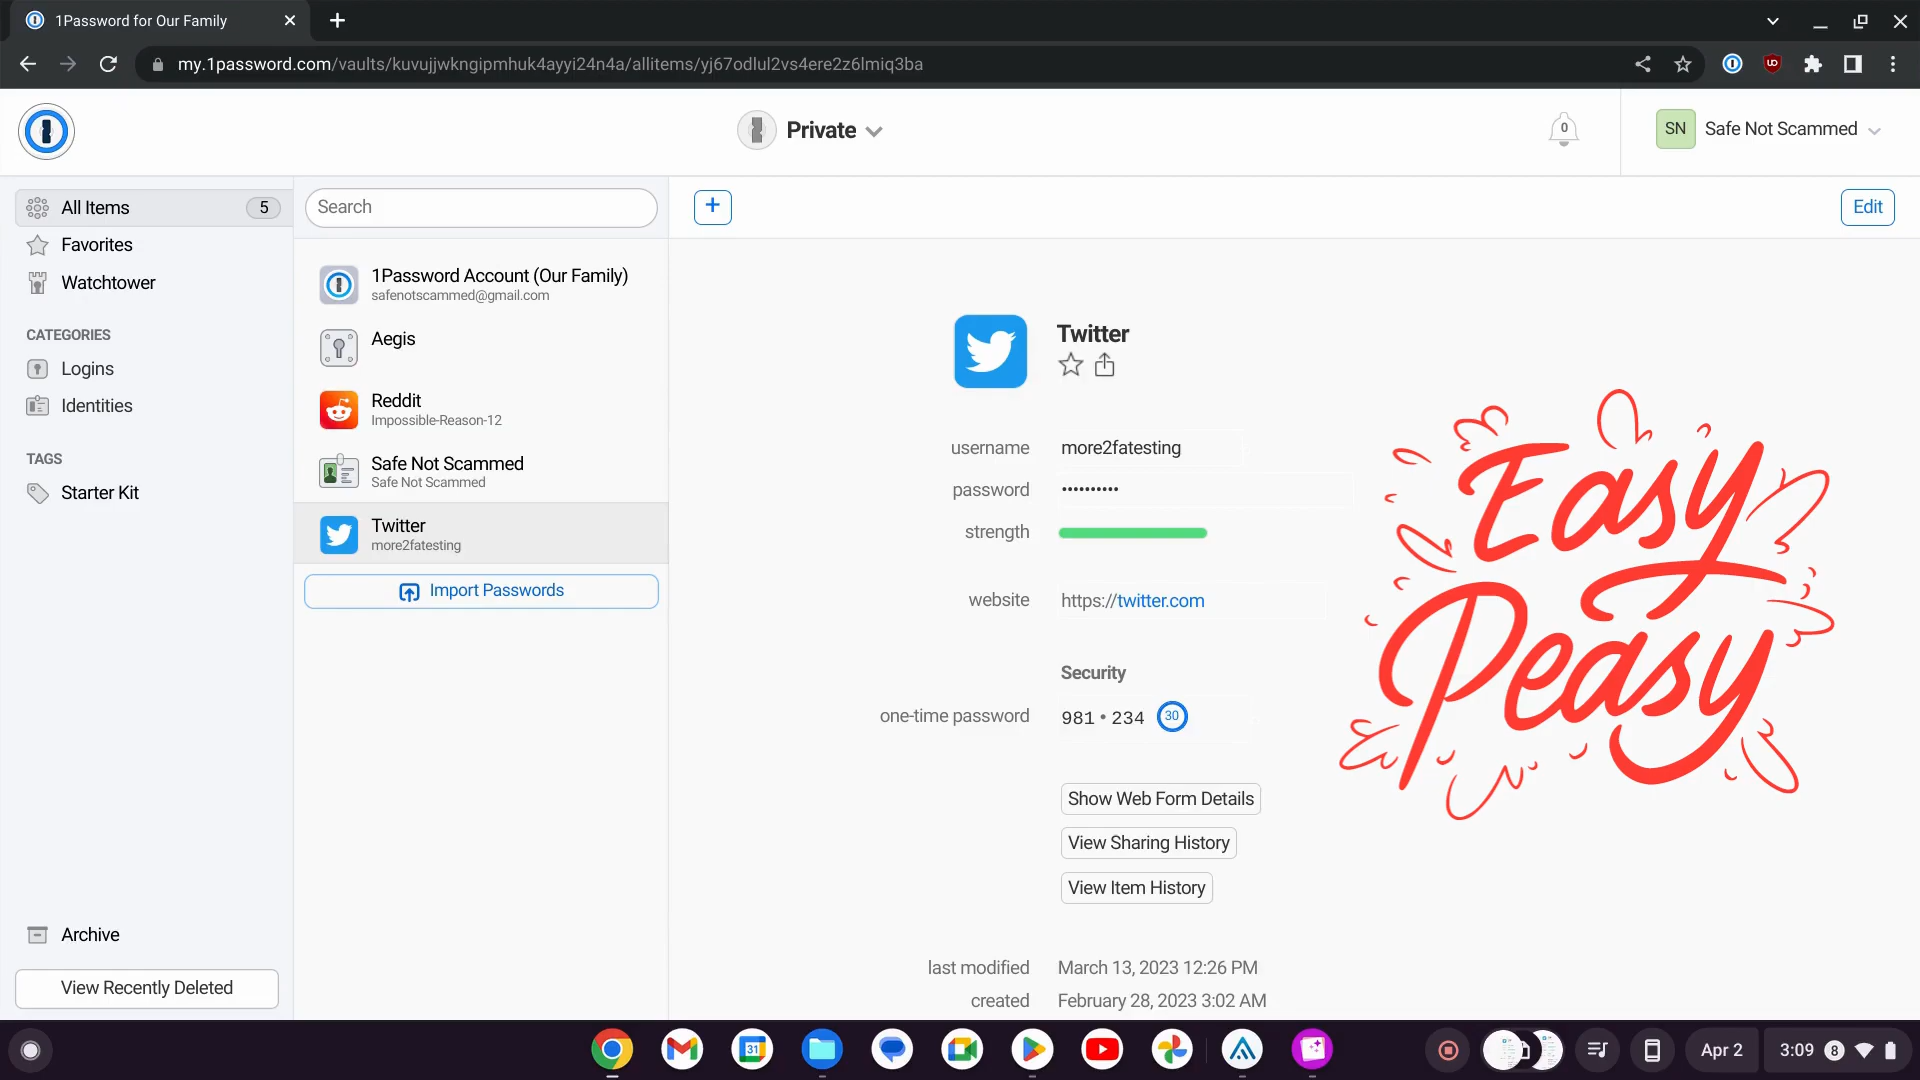 1Password for Our Family
my.1password.com/vaults/kuvujjwkngipmhuk4ayyi24n4a/allitems/yj67odlul2vs4ere2z6lmiq3ba
Private
0
SN
Safe Not Scammed
All Items
5
Favorites
Watchtower
CATEGORIES
Logins
Identities
TAGS
Starter Kit
Archive
View Recently Deleted
Search
1Password Account (Our Family)
safenotscammed@gmail.com
Aegis
Reddit
Impossible-Reason-12
Safe Not Scammed
Safe Not Scammed
Twitter
more2fatesting
Import Passwords
+
Edit
Twitter
username more2fatesting
password ••••••••••
strength
website https://twitter.com
Security
one-time password 981 • 234 30
Show Web Form Details
View Sharing History
View Item History
last modified March 13, 2023 12:26 PM
created February 28, 2023 3:02 AM
Easy
Peasy
31
Apr 2
3:09
8